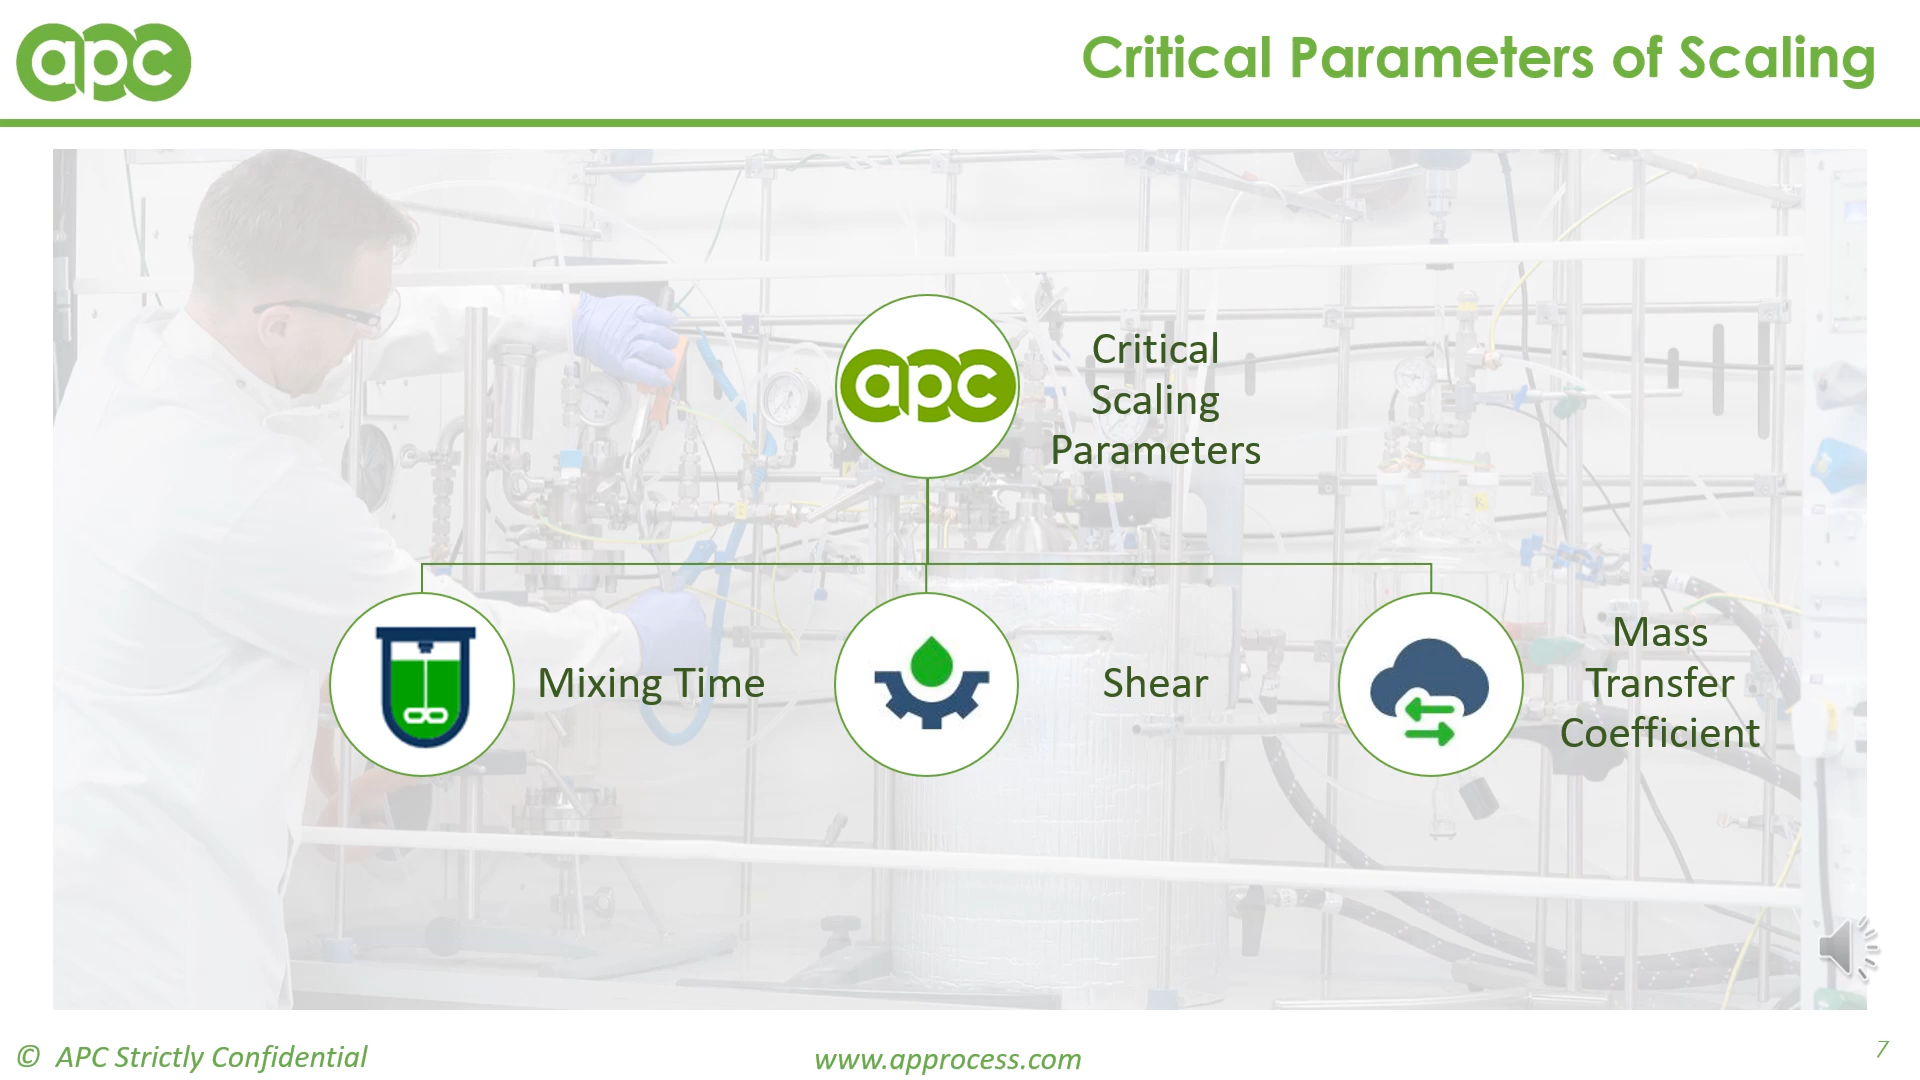 apc
Critical Parameters of Scaling
apc
Critical
Scaling
Parameters
Mixing Time
Shear
Mass
Transfer
Coefficient
© APC Strictly Confidential
www.approcess.com
7